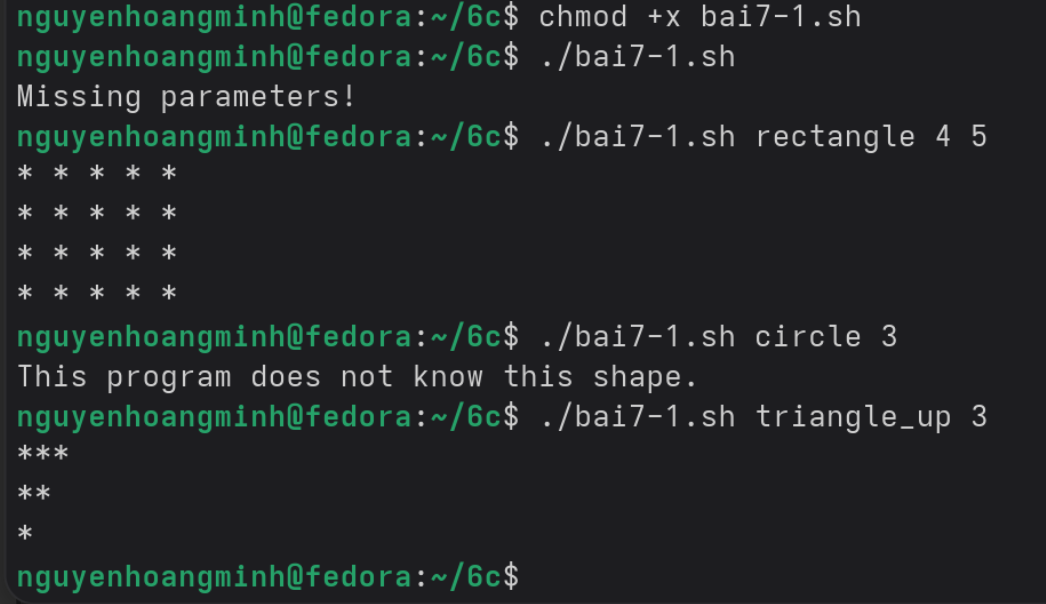 nguyenhoangminh@fedora:~/6c$ chmod +x bai7-1.sh
nguyenhoangminh@fedora:~/6c$ ./bai7-1.sh
Missing parameters!
nguyenhoangminh@fedora:~/6c$ ./bai7-1.sh rectangle 4 5
* * * * *
* * * * *
* * * * *
* * * * *
nguyenhoangminh@fedora:~/6c$ ./bai7-1.sh circle 3
This program does not know this shape.
nguyenhoangminh@fedora:~/6c$ ./bai7-1.sh triangle_up 3
***
**
*
nguyenhoangminh@fedora:~/6c$